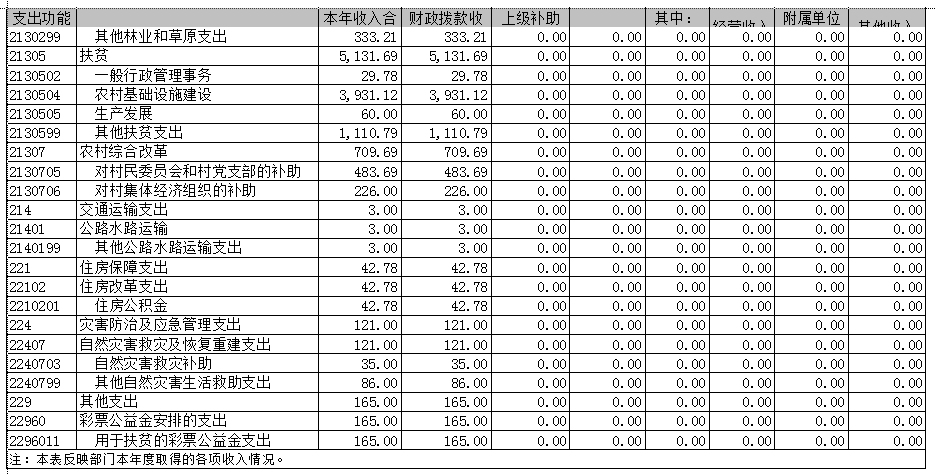 支出功能 本年收入合 财政拨款收 上级补助 其中: 经营收入 附属单位 其他收入
2130299 其他林业和草原支出 333.21 333.21 0.00 0.00 0.00 0.00 0.00 0.00
21305 扶贫 5,131.69 5,131.69 0.00 0.00 0.00 0.00 0.00 0.00
2130502 一般行政管理事务 29.78 29.78 0.00 0.00 0.00 0.00 0.00 0.00
2130504 农村基础设施建设 3,931.12 3,931.12 0.00 0.00 0.00 0.00 0.00 0.00
2130505 生产发展 60.00 60.00 0.00 0.00 0.00 0.00 0.00 0.00
2130599 其他扶贫支出 1,110.79 1,110.79 0.00 0.00 0.00 0.00 0.00 0.00
21307 农村综合改革 709.69 709.69 0.00 0.00 0.00 0.00 0.00 0.00
2130705 对村民委员会和村党支部的补助 483.69 483.69 0.00 0.00 0.00 0.00 0.00 0.00
2130706 对村集体经济组织的补助 226.00 226.00 0.00 0.00 0.00 0.00 0.00 0.00
214 交通运输支出 3.00 3.00 0.00 0.00 0.00 0.00 0.00 0.00
21401 公路水路运输 3.00 3.00 0.00 0.00 0.00 0.00 0.00 0.00
2140199 其他公路水路运输支出 3.00 3.00 0.00 0.00 0.00 0.00 0.00 0.00
221 住房保障支出 42.78 42.78 0.00 0.00 0.00 0.00 0.00 0.00
22102 住房改革支出 42.78 42.78 0.00 0.00 0.00 0.00 0.00 0.00
2210201 住房公积金 42.78 42.78 0.00 0.00 0.00 0.00 0.00 0.00
224 灾害防治及应急管理支出 121.00 121.00 0.00 0.00 0.00 0.00 0.00 0.00
22407 自然灾害救灾及恢复重建支出 121.00 121.00 0.00 0.00 0.00 0.00 0.00 0.00
2240703 自然灾害救灾补助 35.00 35.00 0.00 0.00 0.00 0.00 0.00 0.00
2240799 其他自然灾害生活救助支出 86.00 86.00 0.00 0.00 0.00 0.00 0.00 0.00
229 其他支出 165.00 165.00 0.00 0.00 0.00 0.00 0.00 0.00
22960 彩票公益金安排的支出 165.00 165.00 0.00 0.00 0.00 0.00 0.00 0.00
2296011 用于扶贫的彩票公益金支出 165.00 165.00 0.00 0.00 0.00 0.00 0.00 0.00
注:本表反映部门本年度取得的各项收入情况。